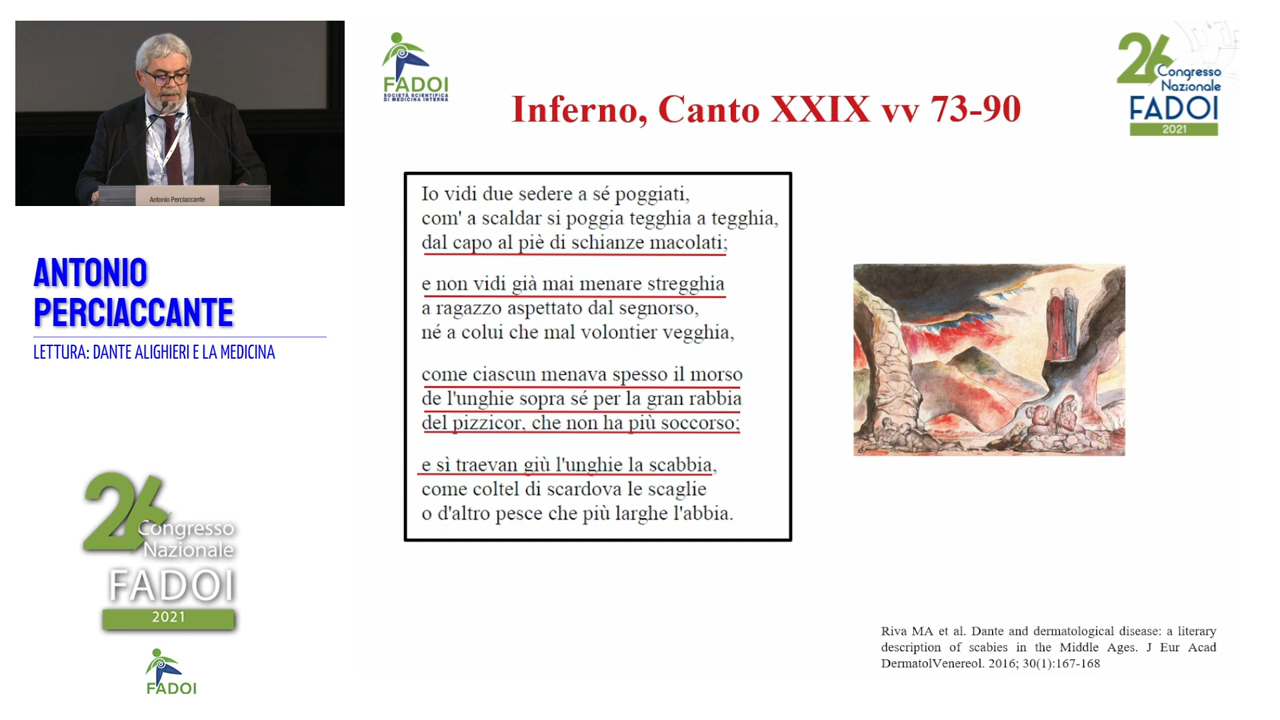 Antonio Perciaccante
ANTONIO
PERCIACCANTE
LETTURA: DANTE ALIGHIERI E LA MEDICINA
26
Congresso
Nazionale
FADOI
2021
FADOI
FADOI
SOCIETÀ SCIENTIFICA
DI MEDICINA INTERNA
Inferno, Canto XXIX vv 73-90
26
Congresso
Nazionale
FADOI
2021
Io vidi due sedere a sé poggiati,
com' a scaldar si poggia tegghia a tegghia,
dal capo al piè di schianze macolati;
e non vidi già mai menare stregghia
a ragazzo aspettato dal segnorso,
né a colui che mal volontier vegghia,
come ciascun menava spesso il morso
de l'unghie sopra sé per la gran rabbia
del pizzicor, che non ha più soccorso;
e sì traevan giù l'unghie la scabbia,
come coltel di scardova le scaglie
o d'altro pesce che più larghe l'abbia.
Riva MA et al. Dante and dermatological disease: a literary
description of scabies in the Middle Ages. J Eur Acad
DermatolVenereol. 2016; 30(1):167-168